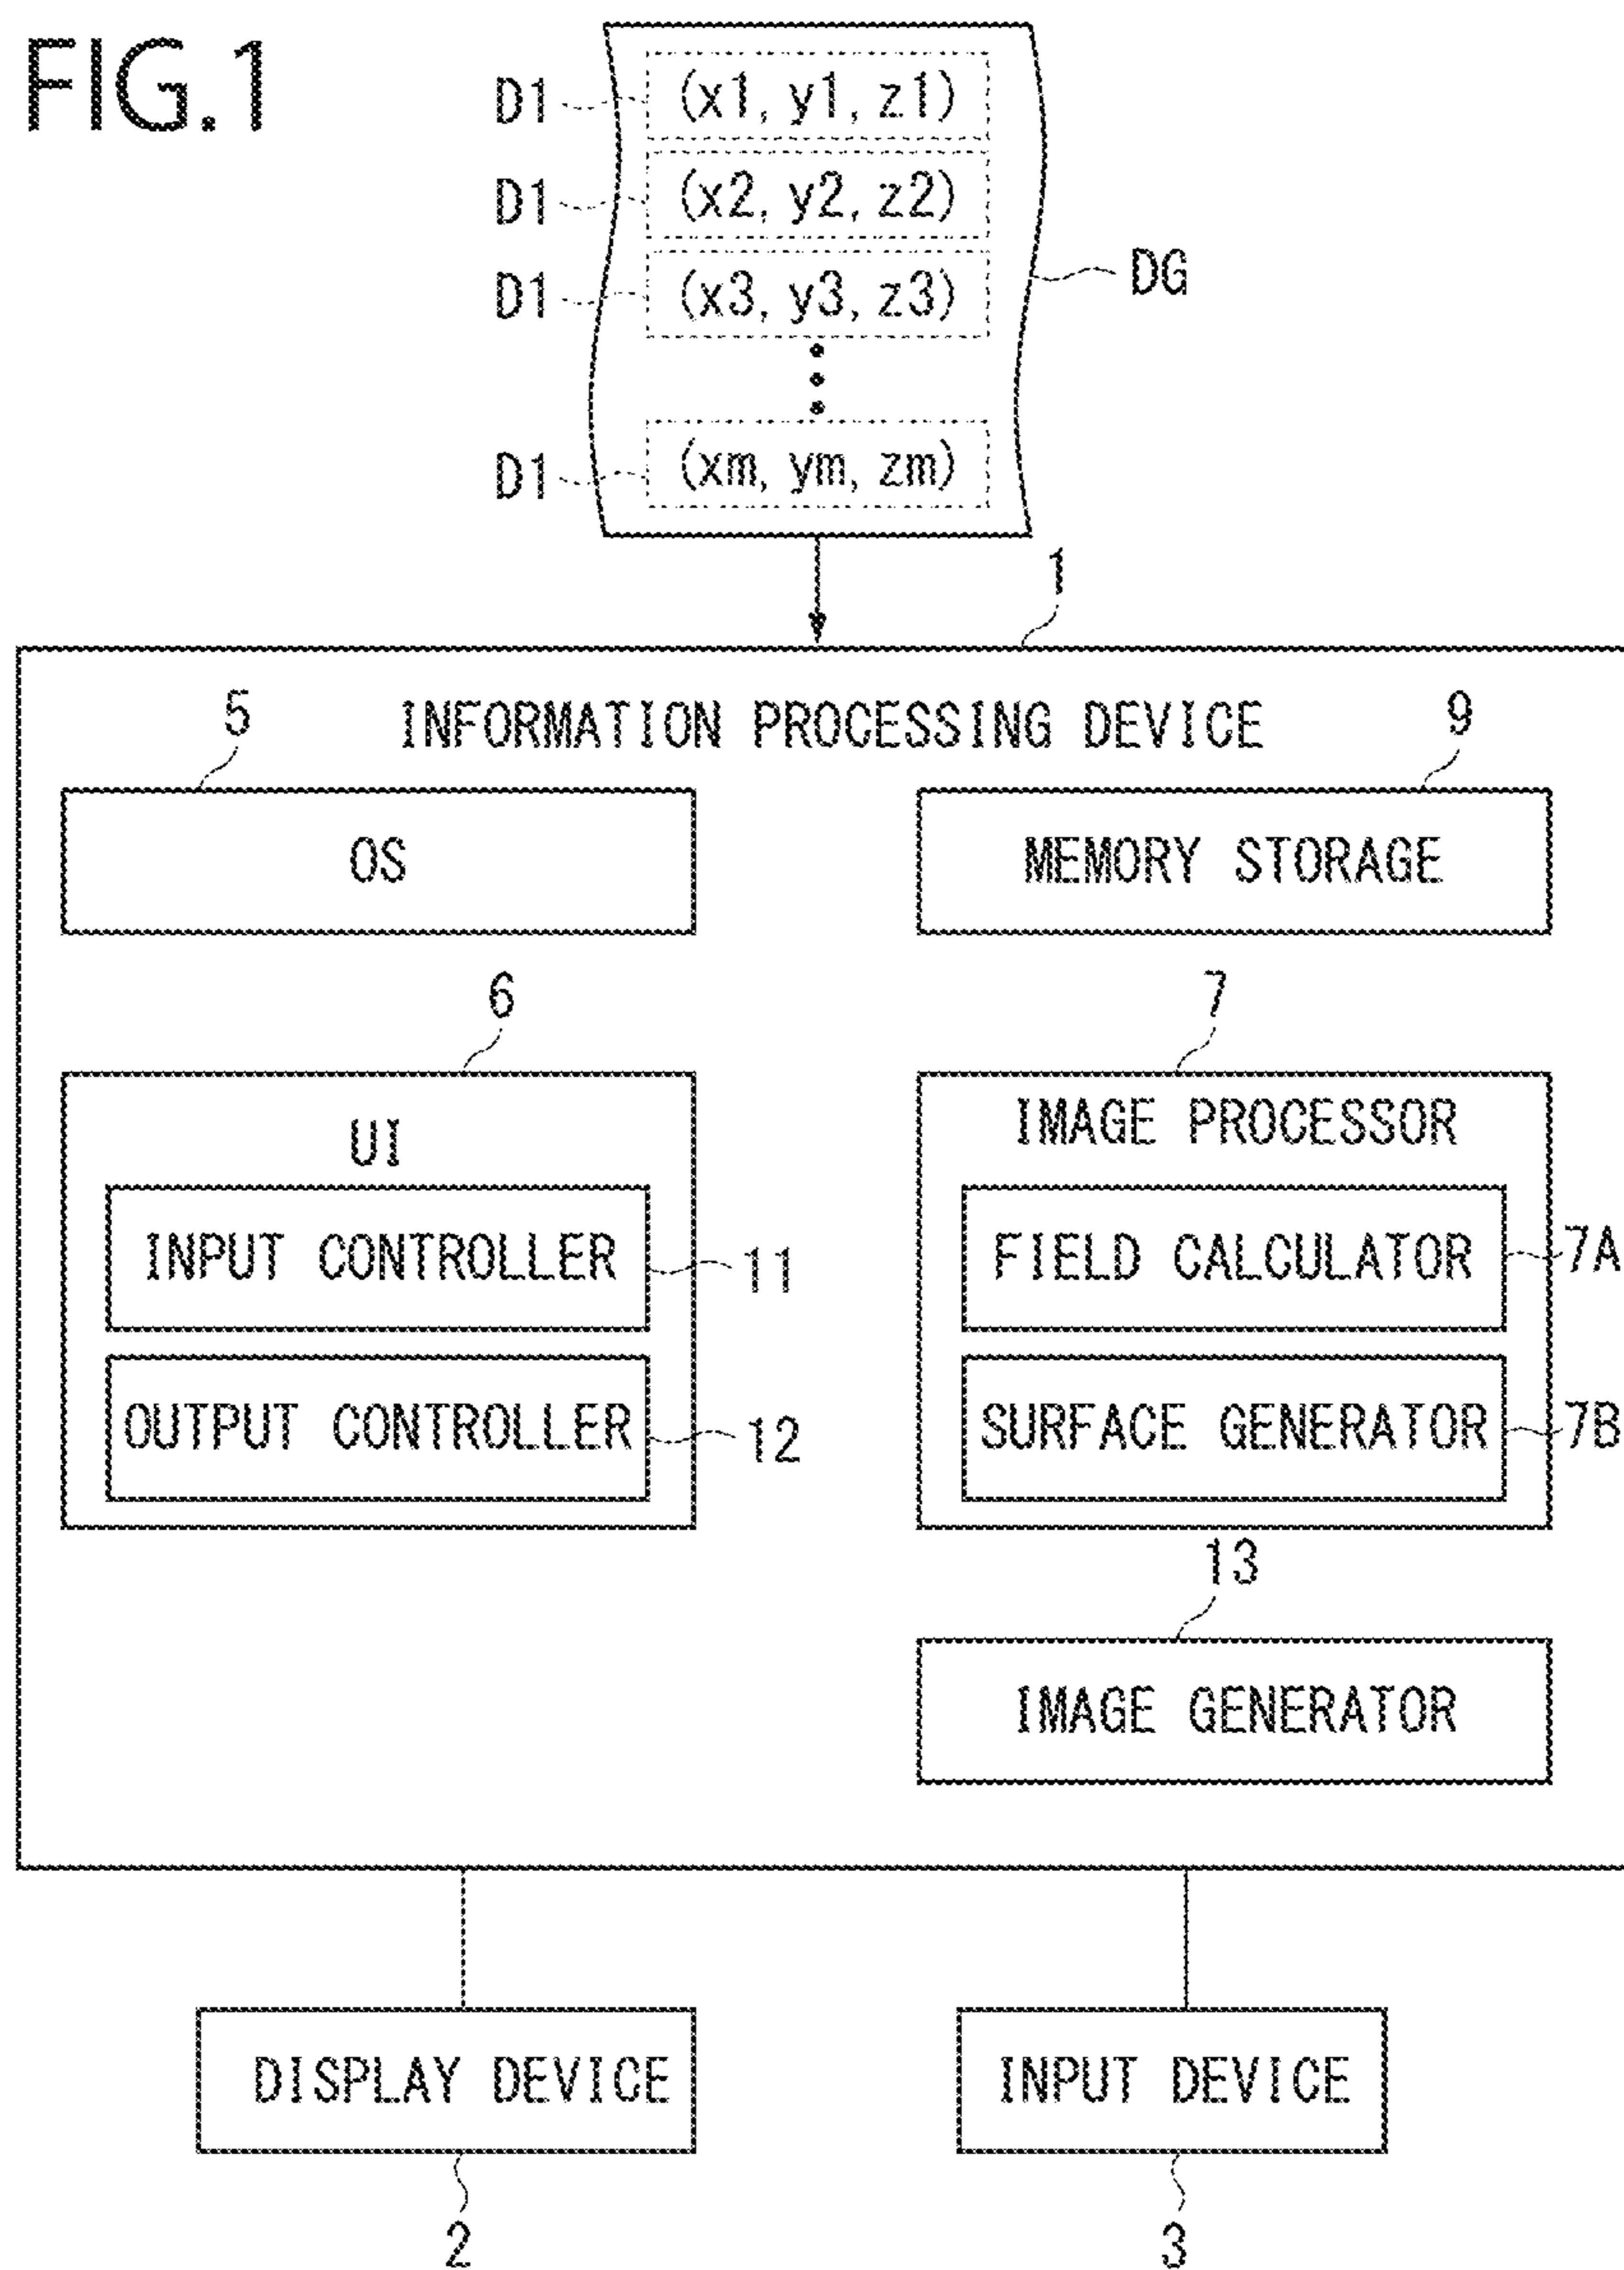 FIG.1
D1 (x1, y1, z1)
D1 (x2, y2, z2)
DG
D1 (x3, y3, z3)
D1 (xm, ym, zm)
1
INFORMATION PROCESSING DEVICE
5
9
OS
MEMORY STORAGE
6
7
UI
IMAGE PROCESSOR
INPUT CONTROLLER 11
FIELD CALCULATOR 7A
OUTPUT CONTROLLER 12
SURFACE GENERATOR 7B
13
IMAGE GENERATOR
DISPLAY DEVICE
INPUT DEVICE
2
3